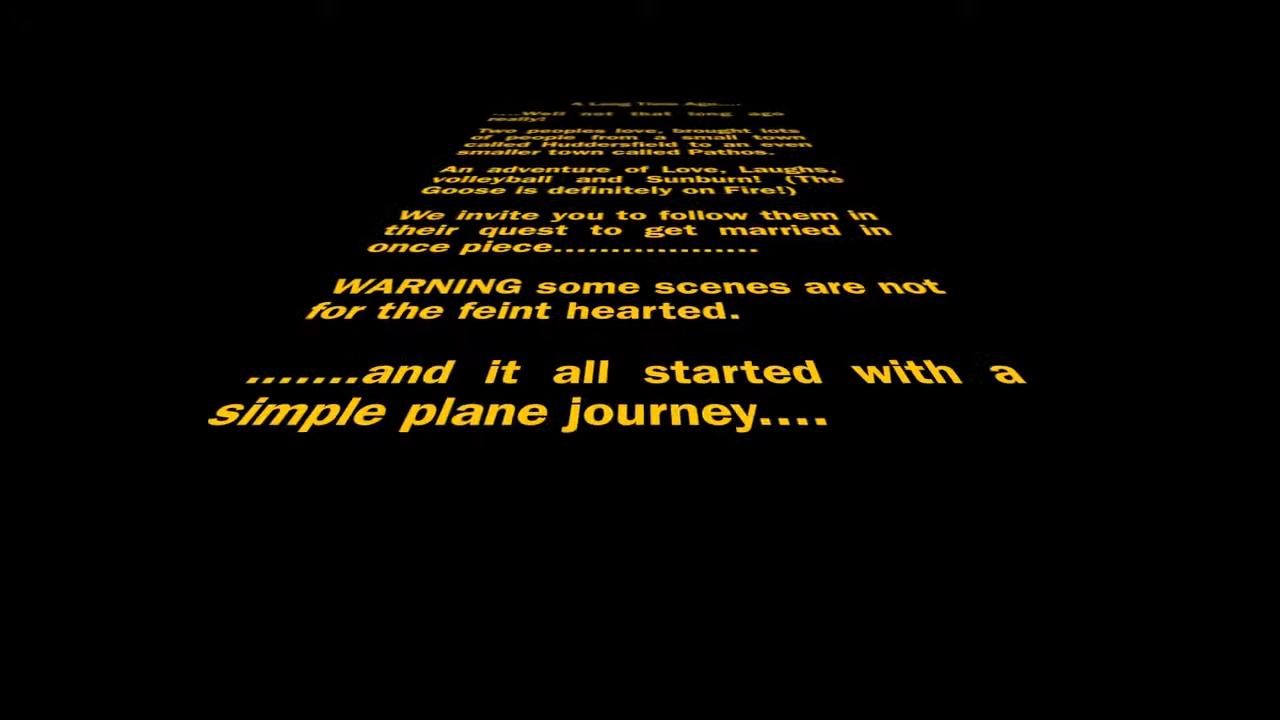 A Long Time Ago....
....Well not that long ago
really!
Two peoples love, brought lots
of people from a small town
called Huddersfield to an even
smaller town called Pathos.
An adventure of Love, Laughs,
volleyball and Sunburn! (The
Goose is definitely on Fire!)
We invite you to follow them in
their quest to get married in
once piece..................
WARNING some scenes are not
for the feint hearted.
.......and it all started with a
simple plane journey....